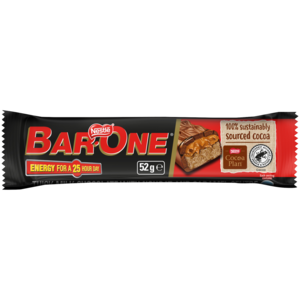 Nestlé
BAR•ONE
ENERGY FOR A 25 HOUR DAY
52g e
100% sustainably
sourced cocoa
Nestlé
Cocoa
Plan